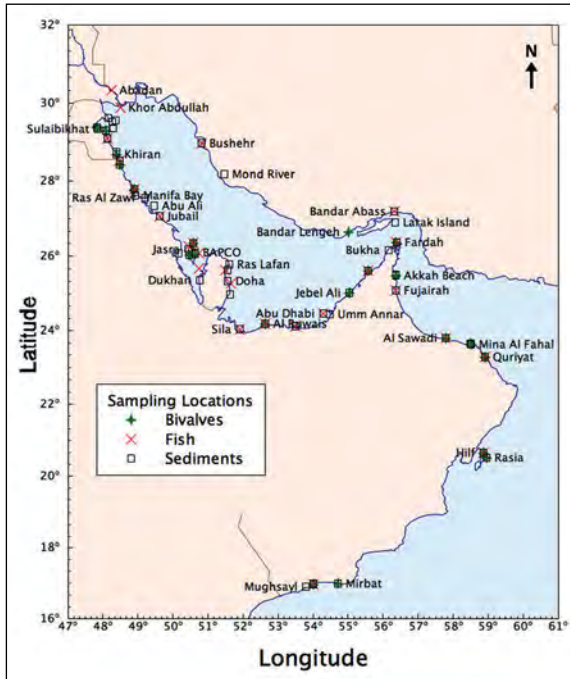 32°
N
Abadan
30°
Khor Abdullah
Sulaibikhat
Bushehr
Khiran
Mond River
28°
Ras Al Zawr
Manifa Bay
Abu Ali
Bandar Abass
Jubail
Larak Island
Bandar Lengeh
26°
Jasra
BAPCO
Bukha
Fardah
Ras Lafan
Dukhan
Doha
Akkah Beach
Jebel Ali
Fujairah
Abu Dhabi
Umm Annar
24°
Sila
Al Ruwais
Al Sawadi
Mina Al Fahal
Quriyat
Latitude
Sampling Locations
Bivalves
Fish
Sediments
22°
Hilf
Rasia
20°
18°
Mughsayl
Mirbat
16°
47° 48° 49° 50° 51° 52° 53° 54° 55° 56° 57° 58° 59° 60° 61°
Longitude